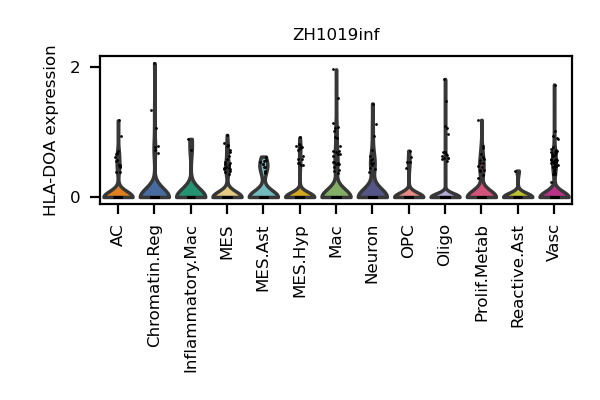 ZH1019inf
HLA-DOA expression
2
0
AC
Chromatin.Reg
Inflammatory.Mac
MES
MES.Ast
MES.Hyp
Mac
Neuron
OPC
Oligo
Prolif.Metab
Reactive.Ast
Vasc